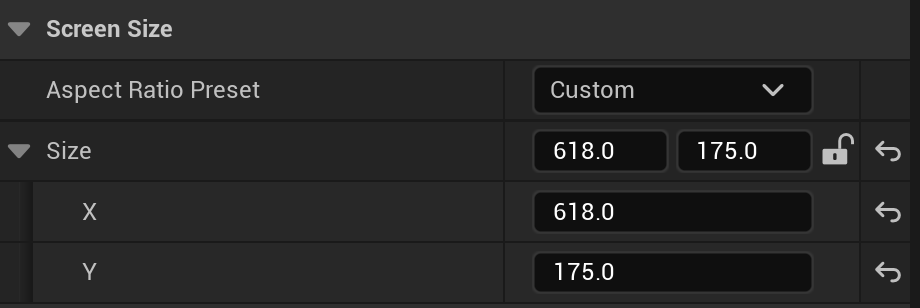 Screen Size
Aspect Ratio Preset Custom
Size 618.0 175.0
X 618.0
Y 175.0